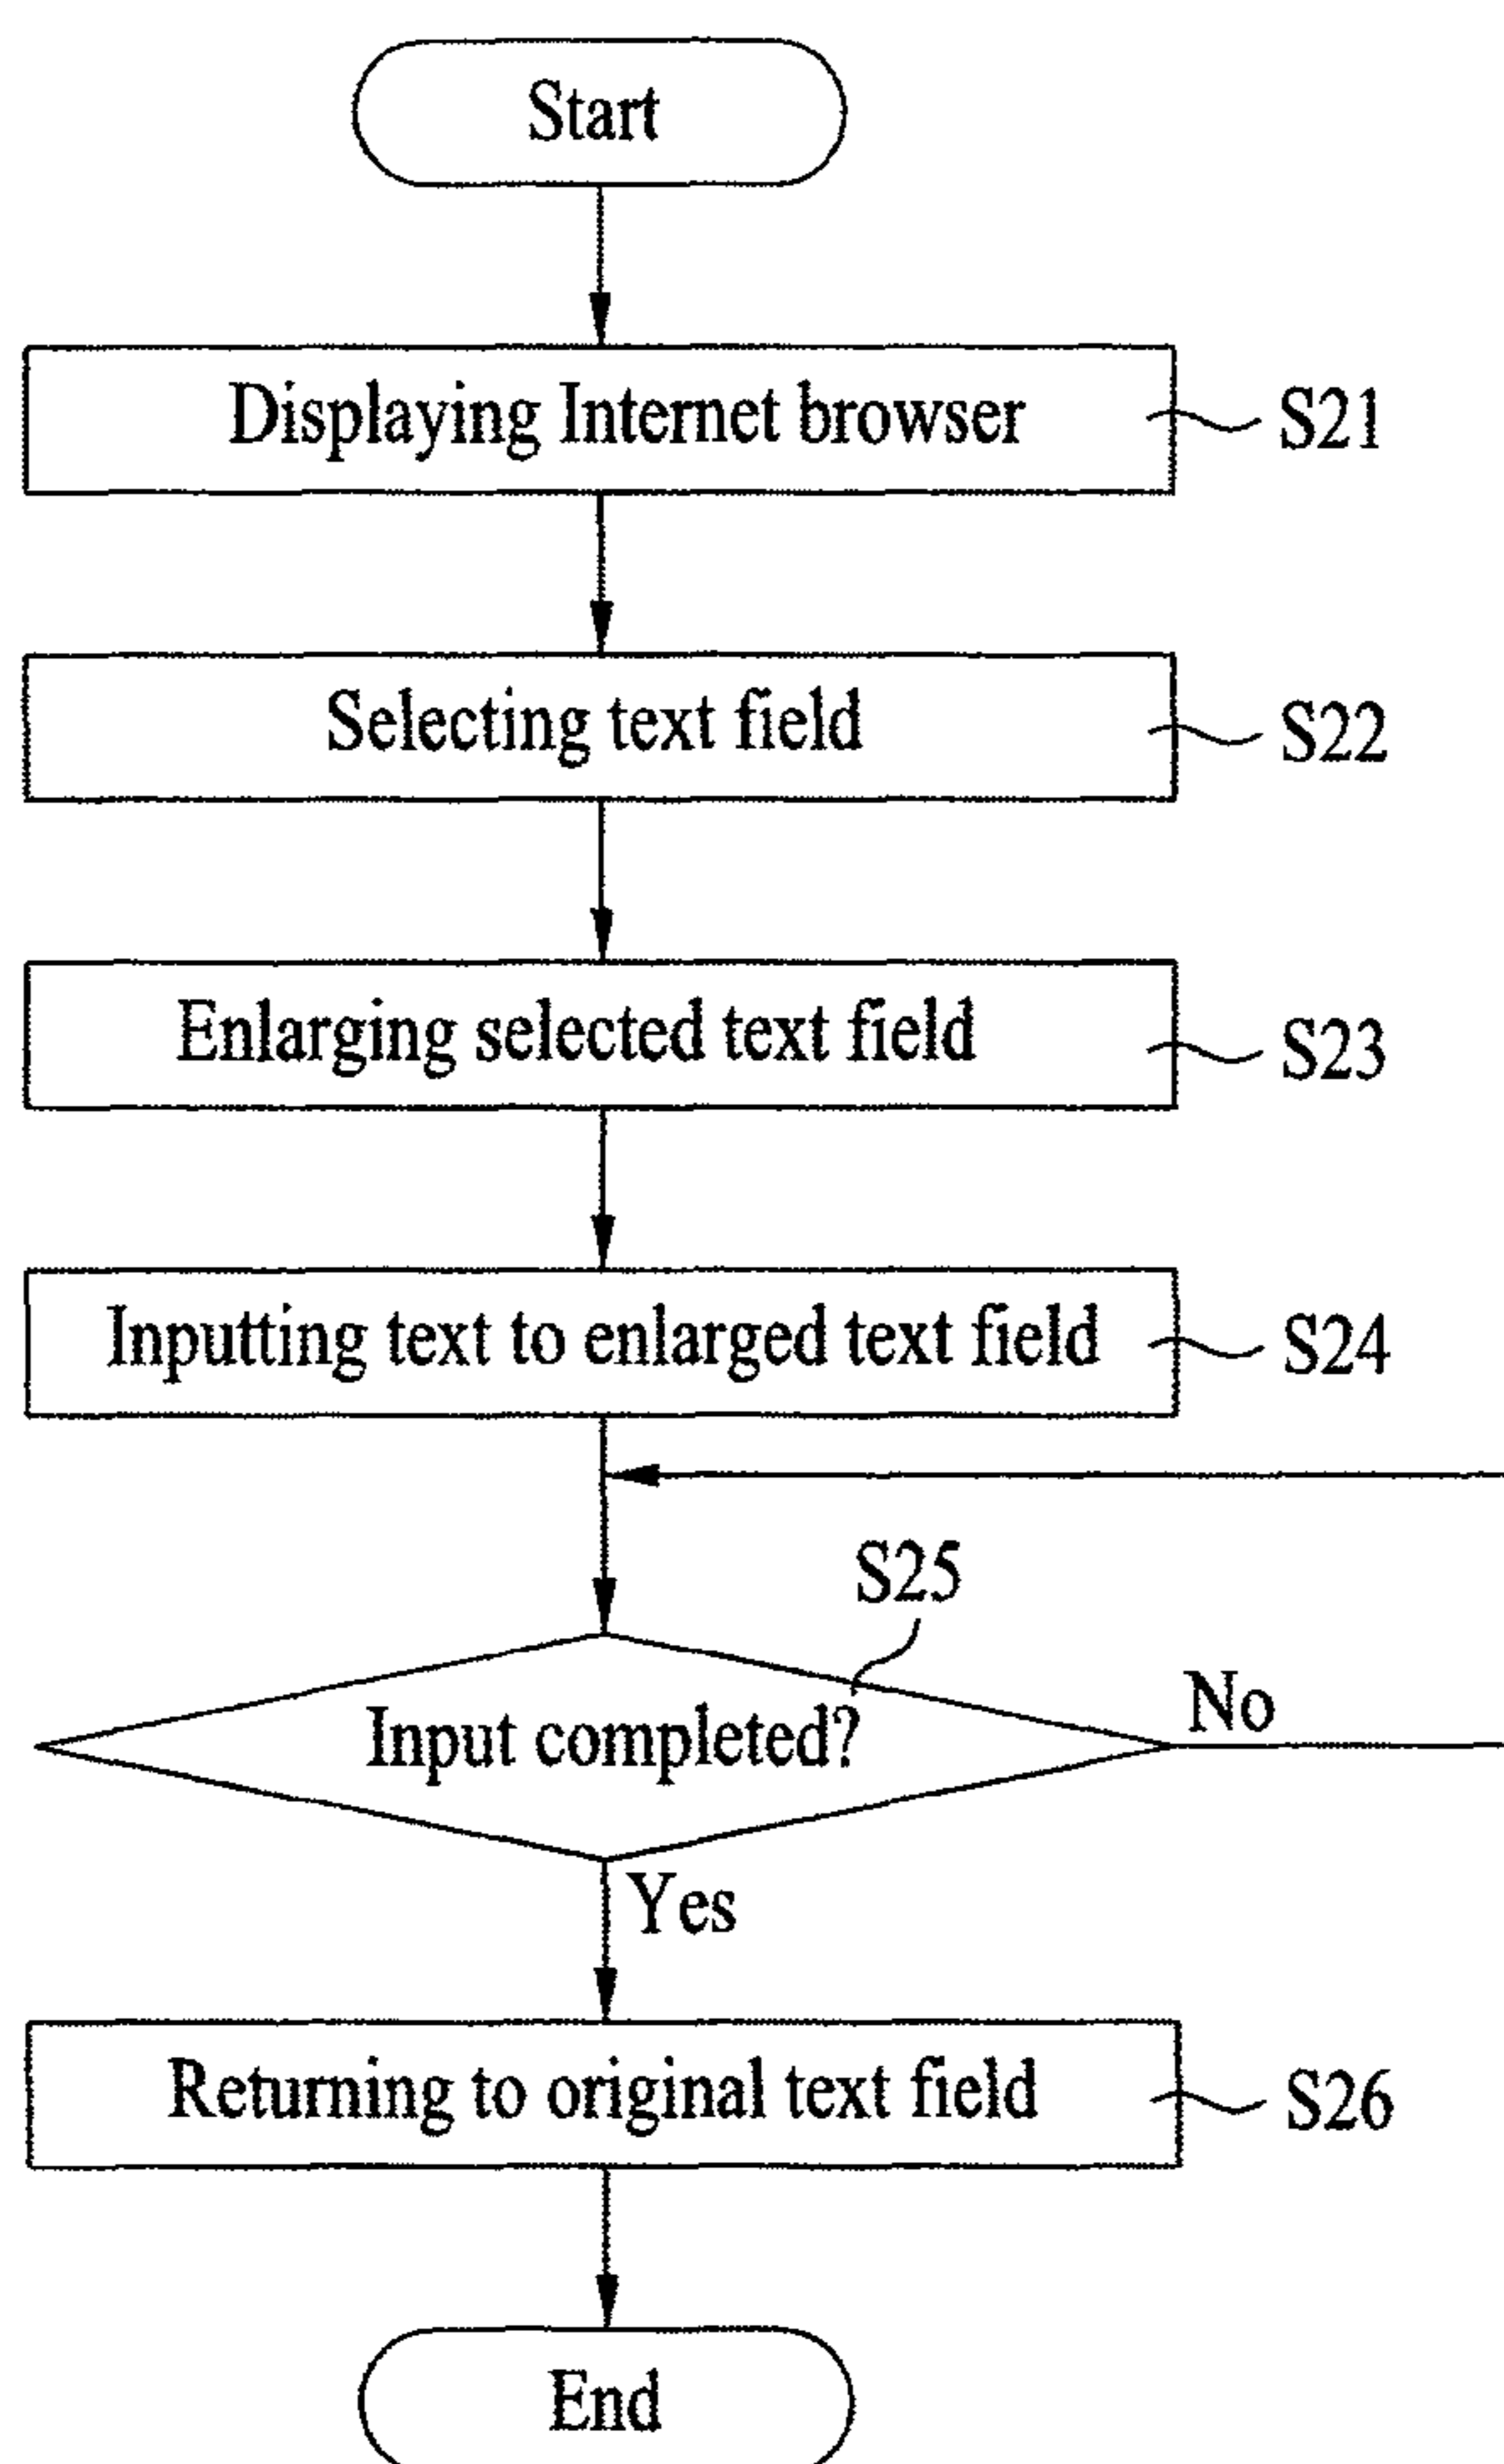 Start
Displaying Internet browser S21
Selecting text field S22
Enlarging selected text field S23
Inputting text to enlarged text field S24
S25
Input completed? No
Yes
Returning to original text field S26
End